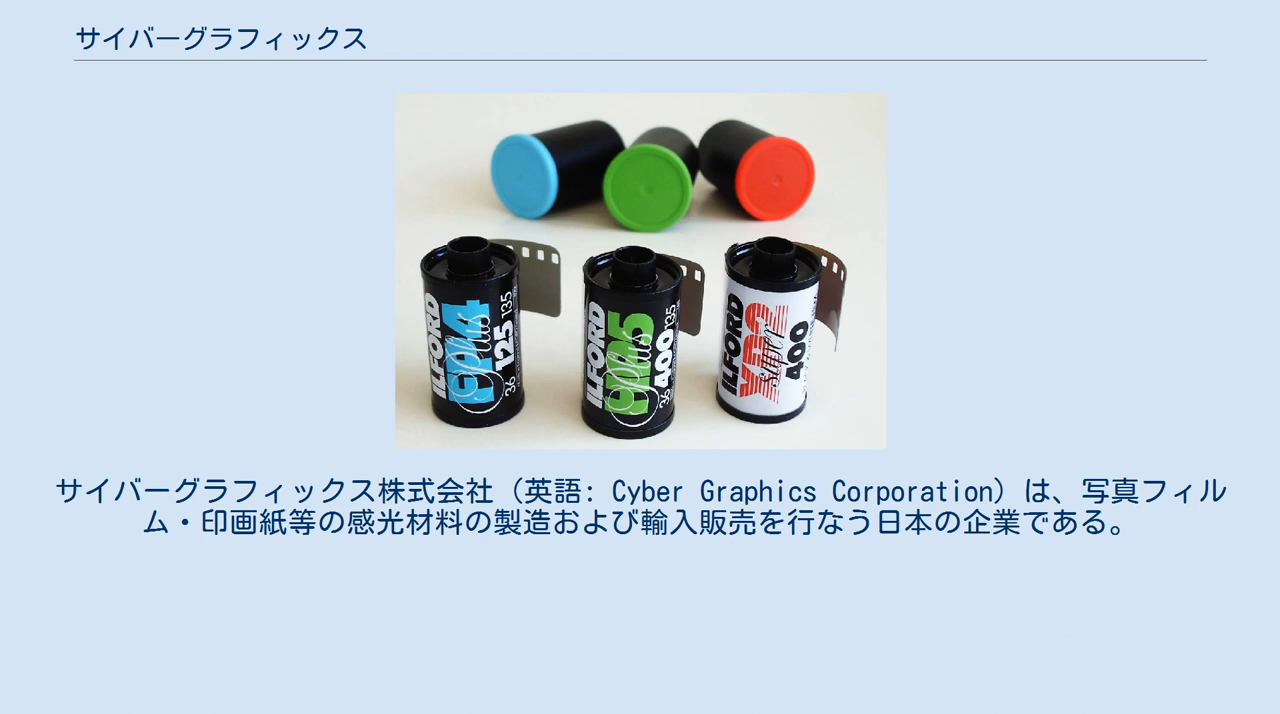 サイバーグラフィックス
ILFORD
FP4
Plus
125
135
36
ILFORD
HP5
Plus
400
135
36
ILFORD
XP2
super
400
サイバーグラフィックス株式会社（英語: Cyber Graphics Corporation）は、写真フィル
ム・印画紙等の感光材料の製造および輸入販売を行なう日本の企業である。